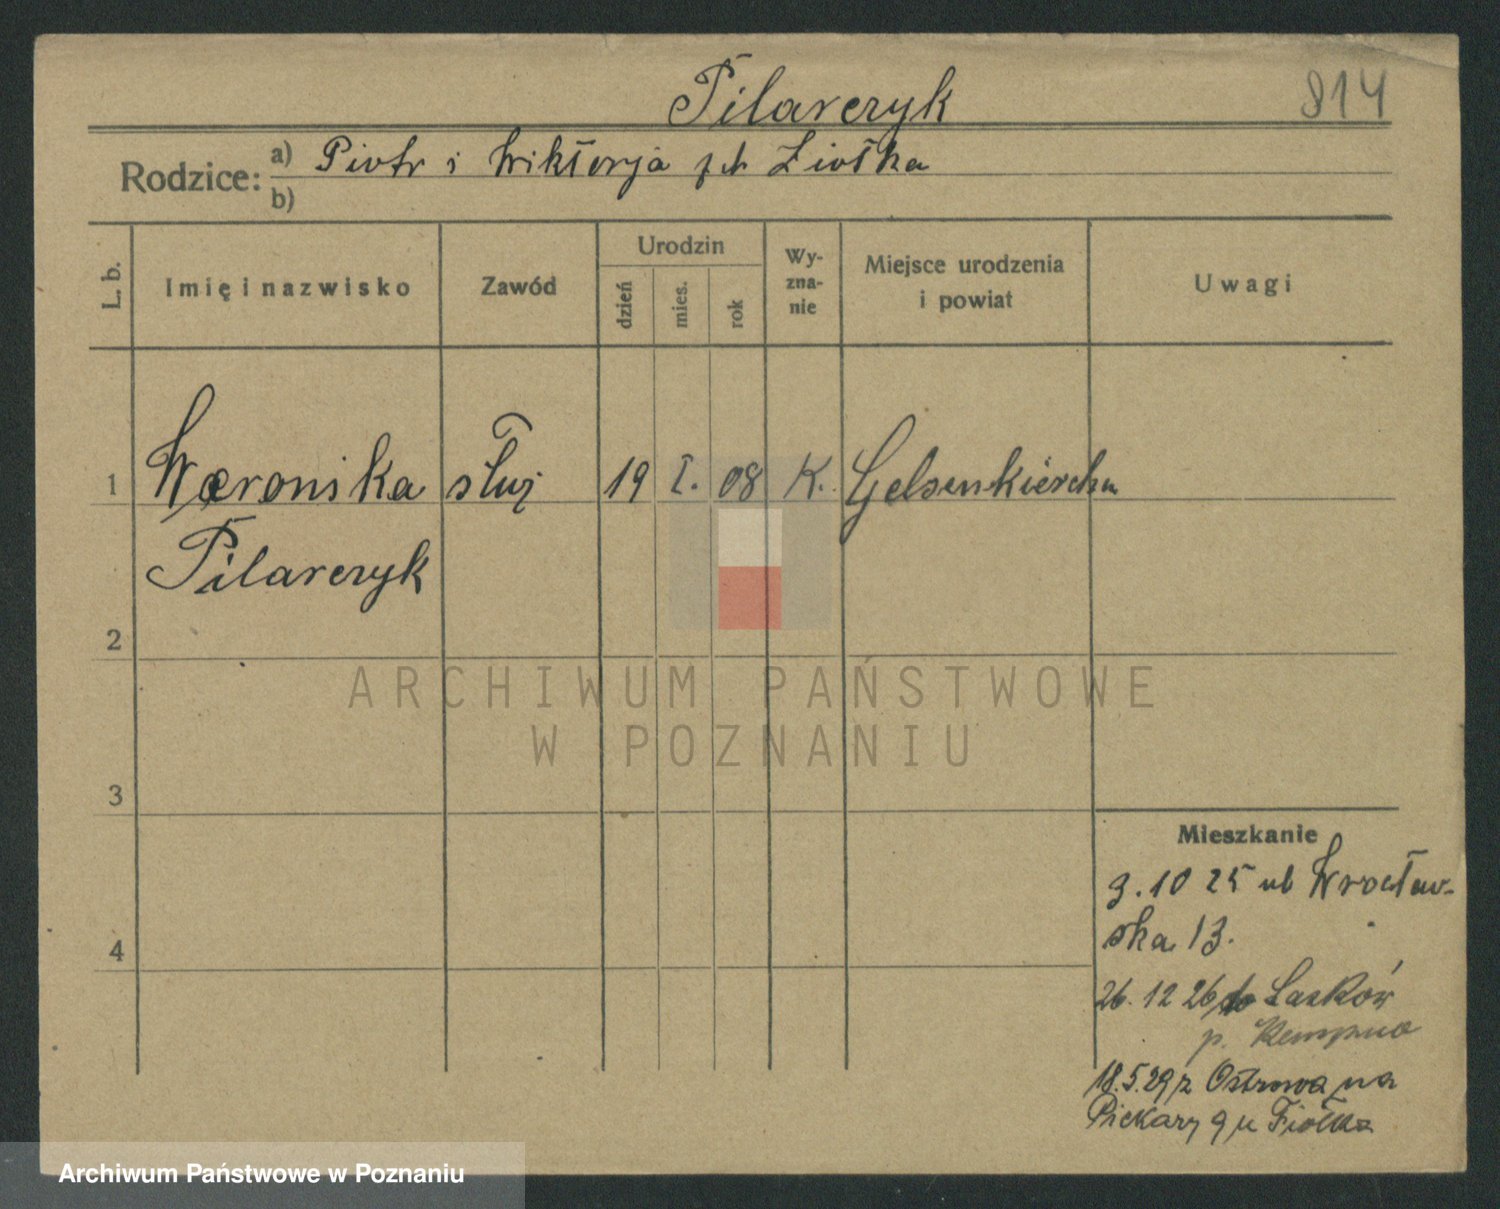 Pilarczyk
814
Rodzice: a) Piotr i Wiktorja Ziołka
b)
L. b.
Imię i nazwisko
Zawód
Urodzin
dzień
mies.
rok
Wy-
zna-
nie
Miejsce urodzenia
i powiat
Uwagi
1 Weronika służ 19 I. 08 K. Gelsenkirchen
Pilarczyk
2
ARCHIWUM PAŃSTWOWE
W POZNANIU
3
Mieszkanie
3.10 25 ul Wrocław-
ska 13.
4
26. 12 26 do Lasków
p. Kempno
18.5.29 z Ostrowa na
Piekary 9 u Fiołka
Archiwum Państwowe w Poznaniu